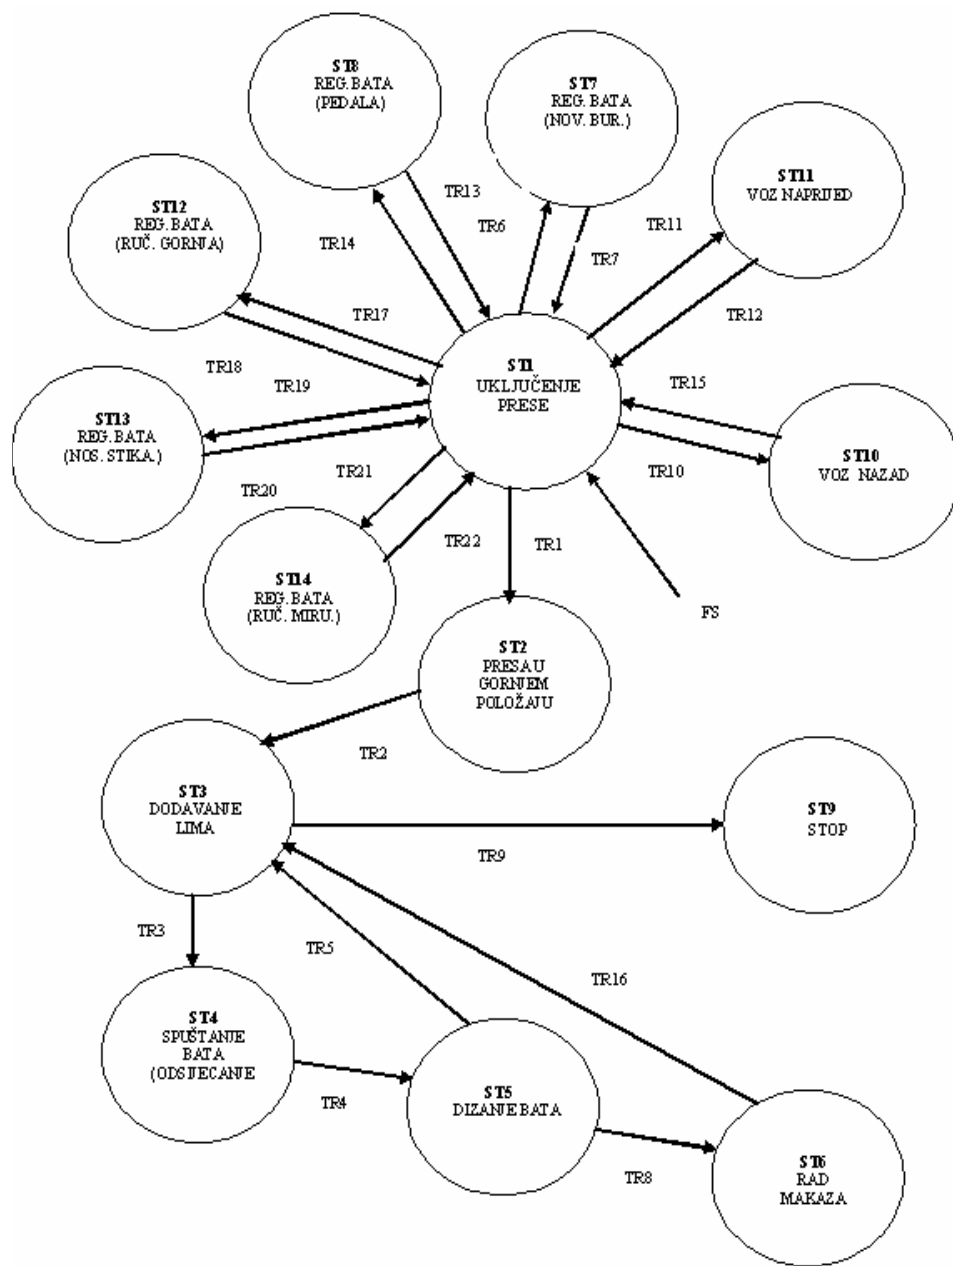 ST8
REG. BATA
(PEDALA)
ST7
REG. BATA
(NOV. BUR.)
ST11
VOZ NAPRIJED
ST12
REG. BATA
(RUČ. GORNJA)
TR13
TR6
TR11
TR14
TR7
TR17
TR12
ST1
UKLJUČENJE
PRESE
TR18
TR19
TR15
ST13
REG. BATA
(NOS. STIKA.)
ST10
VOZ NAZAD
TR21
TR10
TR20
TR22
TR1
ST14
REG. BATA
(RUČ. MIRU.)
FS
ST2
PRESA U
GORNJEM
POLOŽAJU
TR2
ST3
DODAVANJE
LIMA
ST9
STOP
TR9
TR3
TR5
TR16
ST4
SPUŠTANJE
BATA
(ODSIJECANJE
ST5
DIZANJE BATA
TR4
ST6
RAD
MAKAZA
TR8